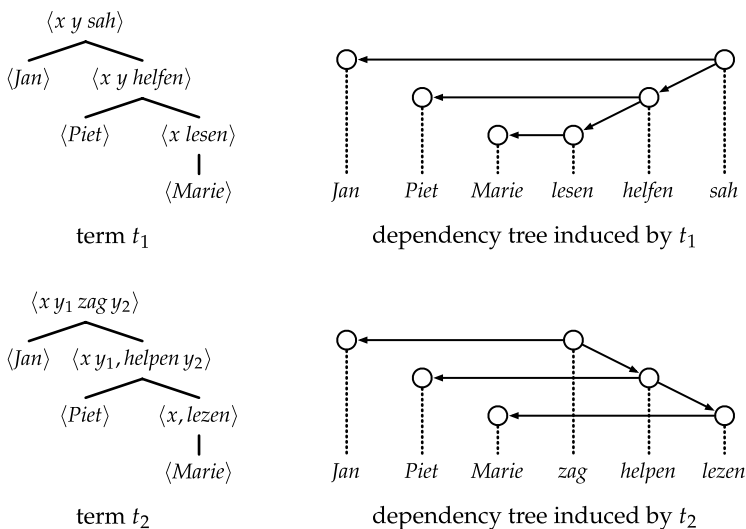 ⟨x y sah⟩
⟨Jan⟩ ⟨x y helfen⟩
⟨Piet⟩ ⟨x lesen⟩
⟨Marie⟩
term t₁
Jan Piet Marie lesen helfen sah
dependency tree induced by t₁
⟨x y₁ zag y₂⟩
⟨Jan⟩ ⟨x y₁, helpen y₂⟩
⟨Piet⟩ ⟨x, lezen⟩
⟨Marie⟩
term t₂
Jan Piet Marie zag helpen lezen
dependency tree induced by t₂